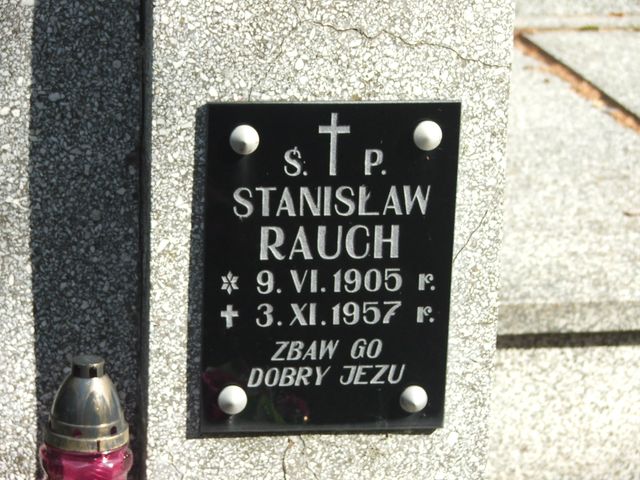 Ś. P.
STANISŁAW
RAUCH
9. VI. 1905 r.
3. XI. 1957 r.
ZBAW GO
DOBRY JEZU